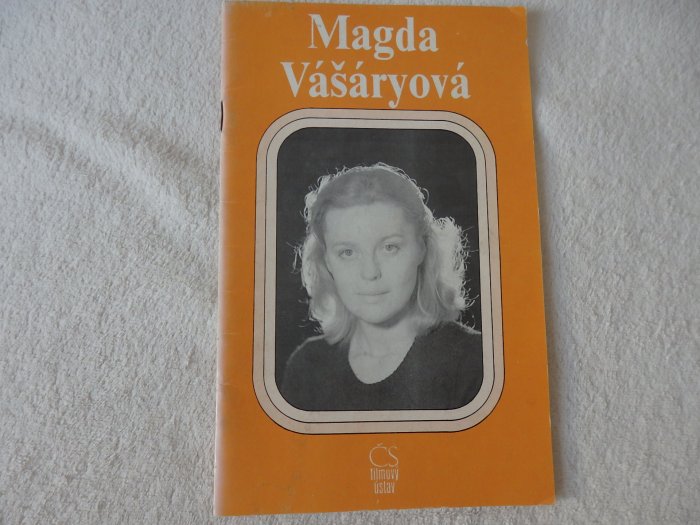 Magda
Vášáryová
ČS
filmový
ústav